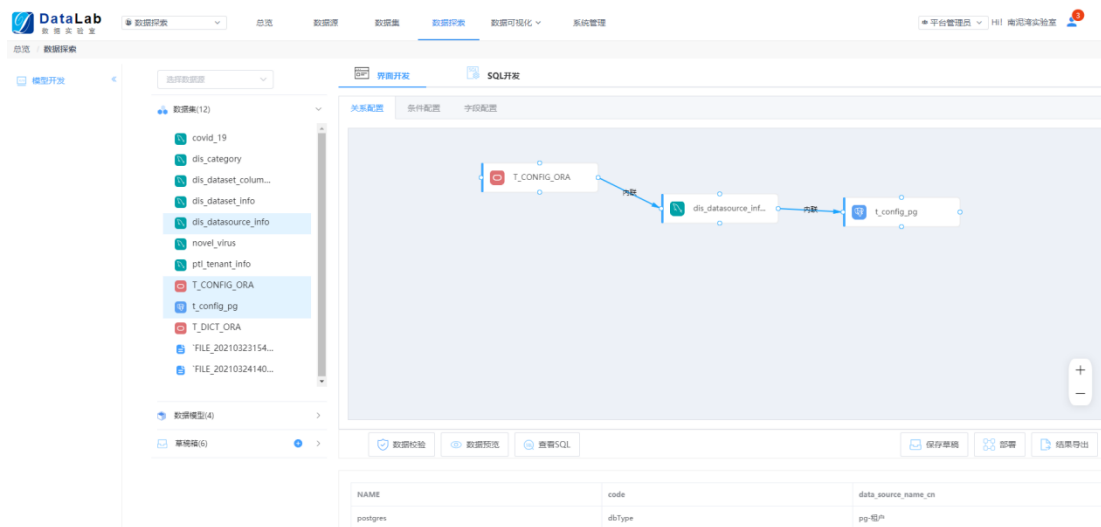 DataLab
数据实验室
数据探索
总览
数据源
数据集
数据探索
数据可视化
系统管理
平台管理员
Hi! 南泥湾实验室
3
总览 / 数据探索
模型开发
选择数据源
界面开发
SQL开发
数据集(12)
关系配置
条件配置
字段配置
covid_19
dis_category
dis_dataset_colum...
dis_dataset_info
dis_datasource_info
novel_virus
ptl_tenant_info
T_CONFIG_ORA
t_config_pg
T_DICT_ORA
`FILE_20210323154...
`FILE_20210324140...
T_CONFIG_ORA
内联
dis_datasource_inf...
内联
t_config_pg
数据模型(4)
草稿箱(6)
数据校验
数据预览
查看SQL
保存草稿
部署
结果导出
NAME
code
data_source_name_cn
postgres
dbType
pg-租户